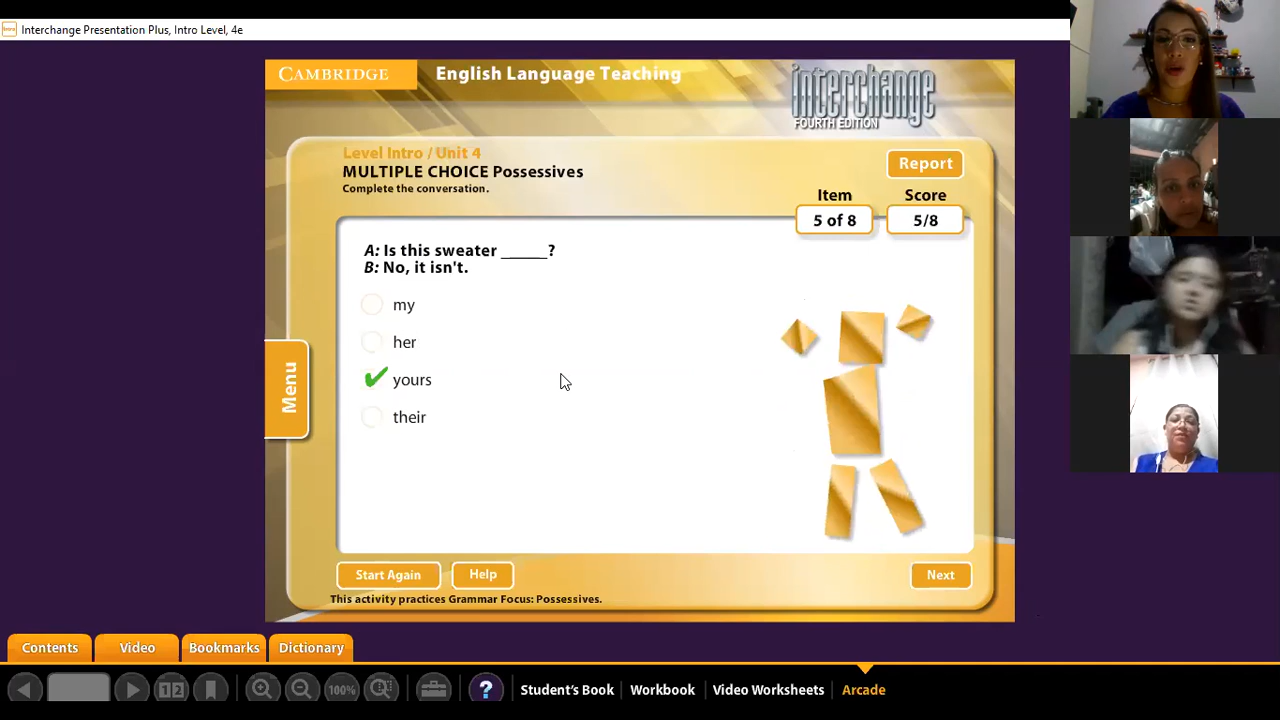 Interchange Presentation Plus, Intro Level, 4e
CAMBRIDGE
English Language Teaching
interchange
FOURTH EDITION
Level Intro / Unit 4
MULTIPLE CHOICE Possessives
Complete the conversation.
Report
Item
Score
5 of 8
5/8
A: Is this sweater _____?
B: No, it isn't.
my
her
yours
their
Menu
Start Again
Help
Next
This activity practices Grammar Focus: Possessives.
Contents
Video
Bookmarks
Dictionary
12
100%
?
Student's Book
Workbook
Video Worksheets
Arcade